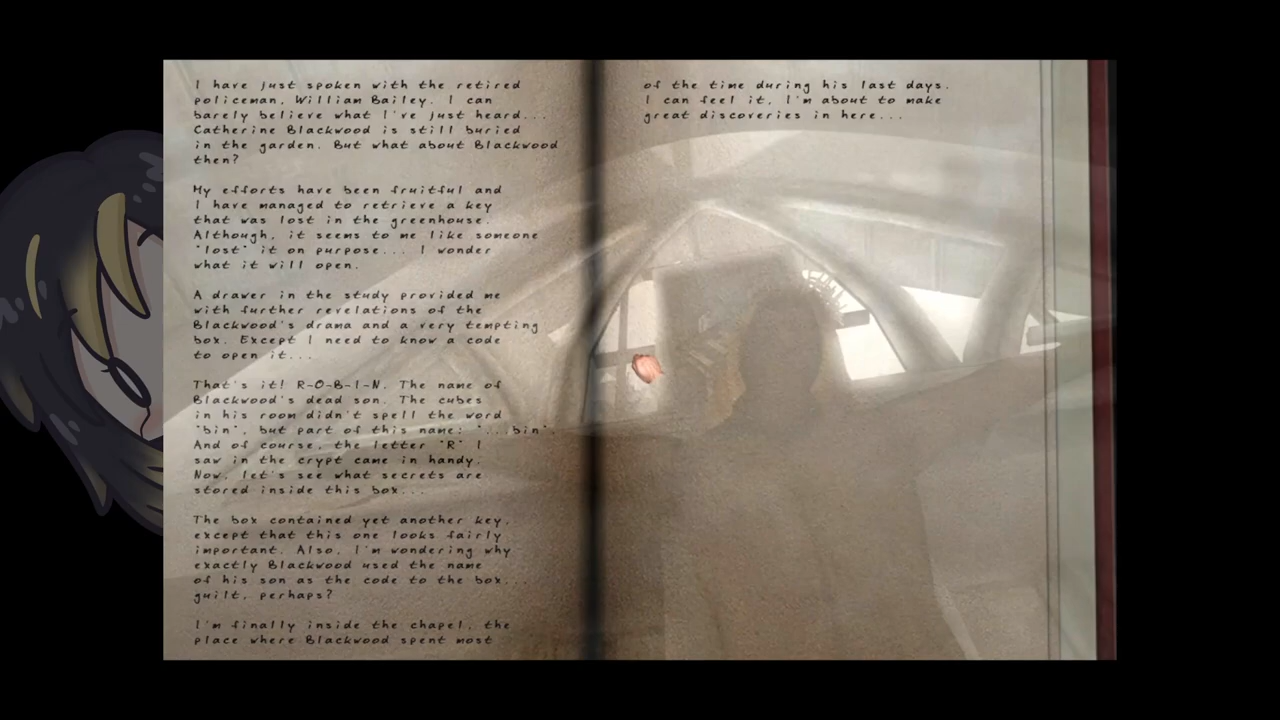 I have just spoken with the retired
policeman, William Bailey. I can
barely believe what I've just heard...
Catherine Blackwood is still buried
in the garden. But what about Blackwood
then?
My efforts have been fruitful and
I have managed to retrieve a key
that was lost in the greenhouse.
Although, it seems to me like someone
"lost" it on purpose... I wonder
what it will open.
A drawer in the study provided me
with further revelations of the
Blackwood's drama and a very tempting
box. Except I need to know a code
to open it...
That's it! R-O-B-I-N. The name of
Blackwood's dead son. The cubes
in his room didn't spell the word
"bin", but part of this name: "...bin".
And of course, the letter "R" I
saw in the crypt came in handy.
Now, let's see what secrets are
stored inside this box...
The box contained yet another key,
except that this one looks fairly
important. Also, I'm wondering why
exactly Blackwood used the name
of his son as the code to the box...
guilt, perhaps?
I'm finally inside the chapel, the
place where Blackwood spent most
of the time during his last days.
I can feel it, I'm about to make
great discoveries in here...